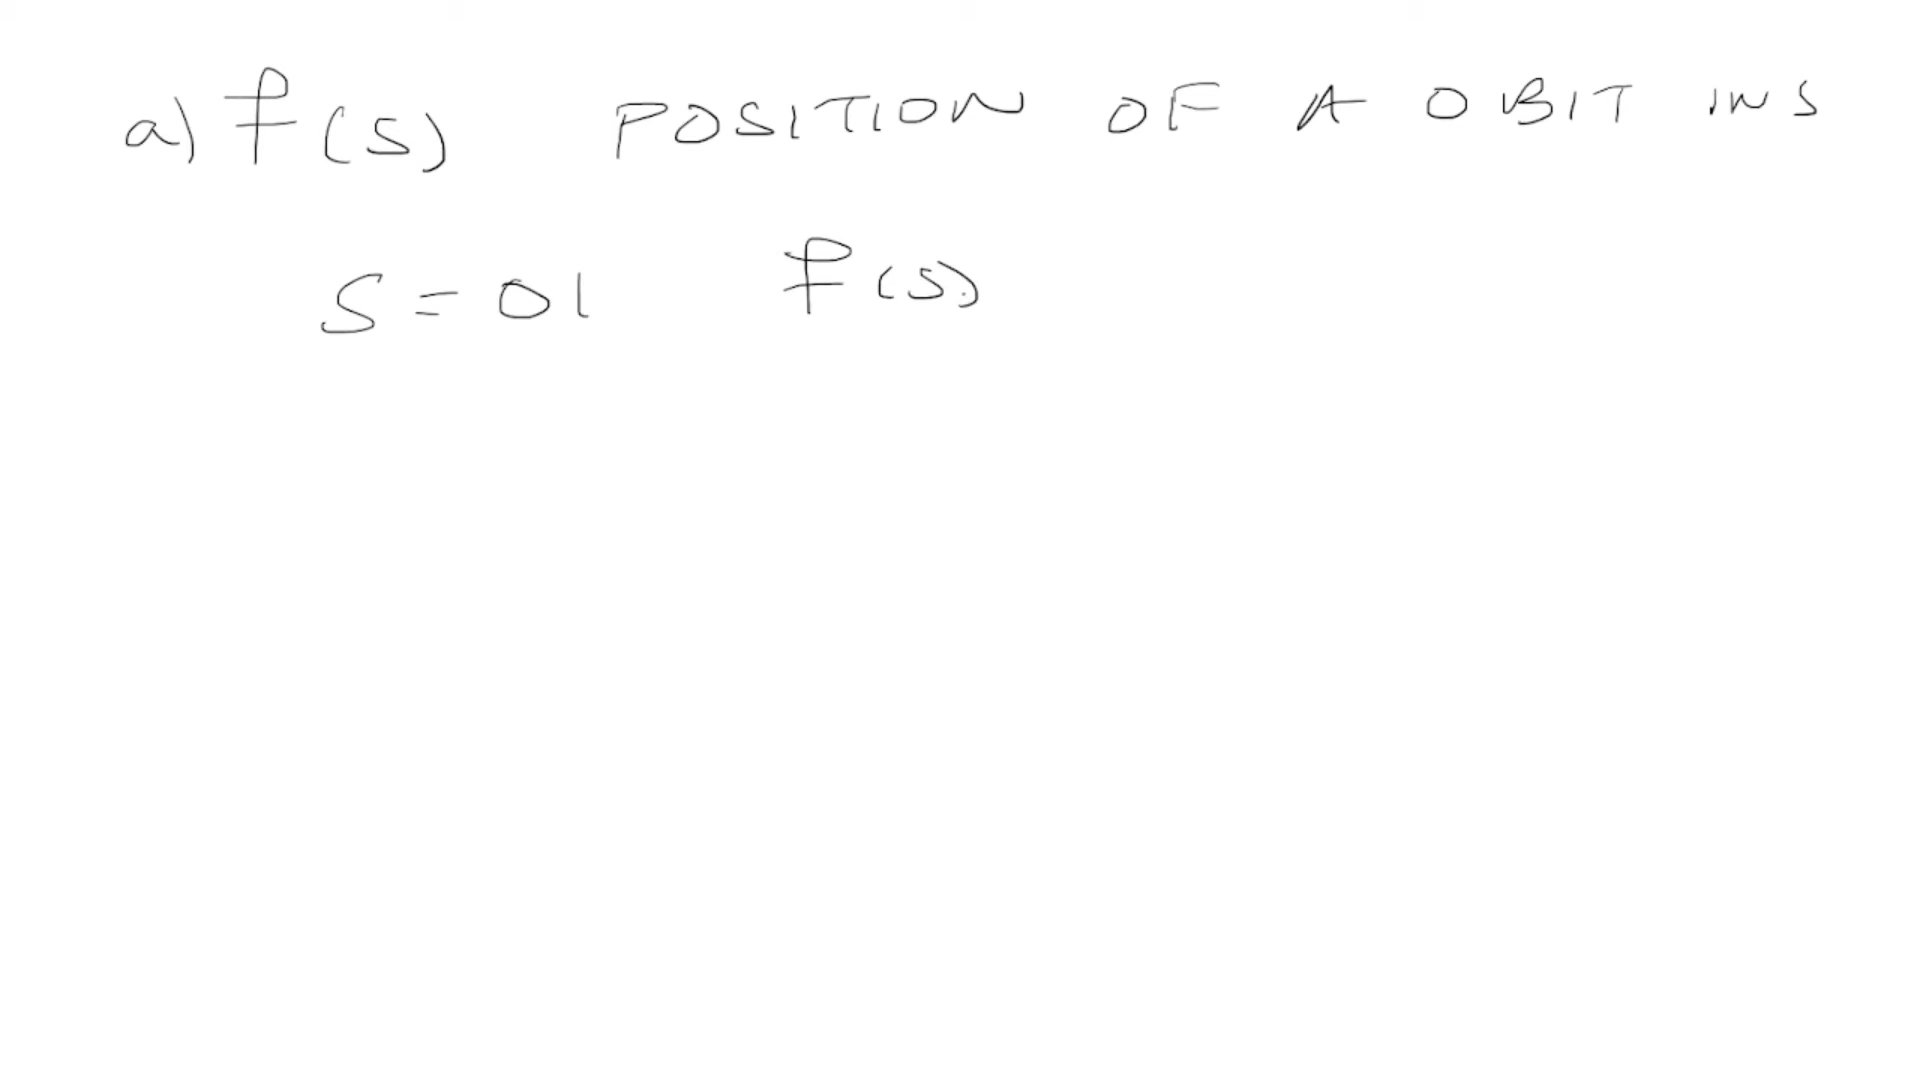 a) f(s) POSITION OF A 0 BIT IN S
S = 01 f(s)